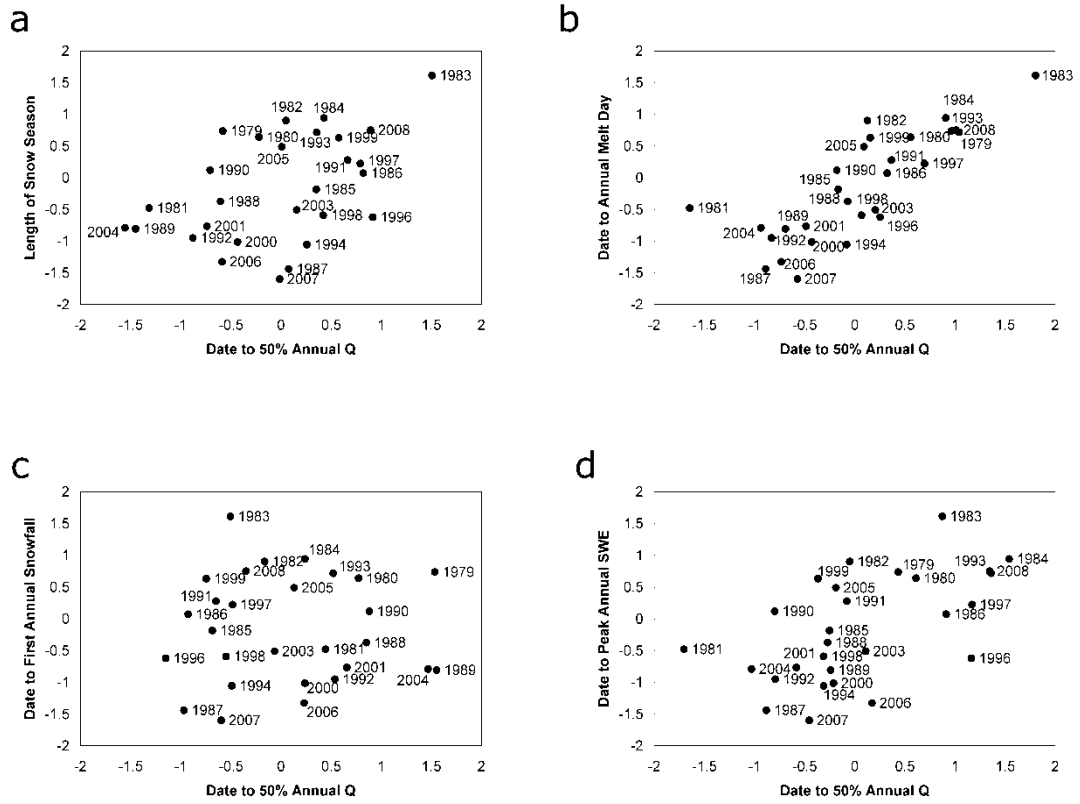 a
2
1.5
1
0.5
0
-0.5
-1
-1.5
-2
Length of Snow Season
1983
1982 1984
1979 1980 1993 1999 2008
2005
1990 1991 1997
1986
1985
1981 1988 2003
2004 1989 2001 1998 1996
1992 2000 1994
2006 1987
2007
-2 -1.5 -1 -0.5 0 0.5 1 1.5 2
Date to 50% Annual Q
b
2
1.5
1
0.5
0
-0.5
-1
-1.5
-2
Date to Annual Melt Day
1983
1984
1982 1993
1999 1980 2008
2005 1979
1991 1997
1990 1986
1985
1988 1998
1981 2003
1989 2001 1996
2004 1992 2000 1994
2006
1987 2007
-2 -1.5 -1 -0.5 0 0.5 1 1.5 2
Date to 50% Annual Q
c
2
1.5
1
0.5
0
-0.5
-1
-1.5
-2
Date to First Annual Snowfall
1983
1984
1982 1993
2008 1980 1979
1999 2005
1991 1997
1986 1990
1985
1988
2003 1981
1996 1998
2001 1989
1992 2004
1994 2000
2006
1987
2007
-2 -1.5 -1 -0.5 0 0.5 1 1.5 2
Date to 50% Annual Q
d
2
1.5
1
0.5
0
-0.5
-1
-1.5
-2
Date to Peak Annual SWE
1983
1982 1979 1993 1984
1999 1980 2008
2005
1991 1997
1990 1986
1985
1988
1981 2001 1998 2003 1996
2004 1989
1992 2000
1994
2006
1987
2007
-2 -1.5 -1 -0.5 0 0.5 1 1.5 2
Date to 50% Annual Q